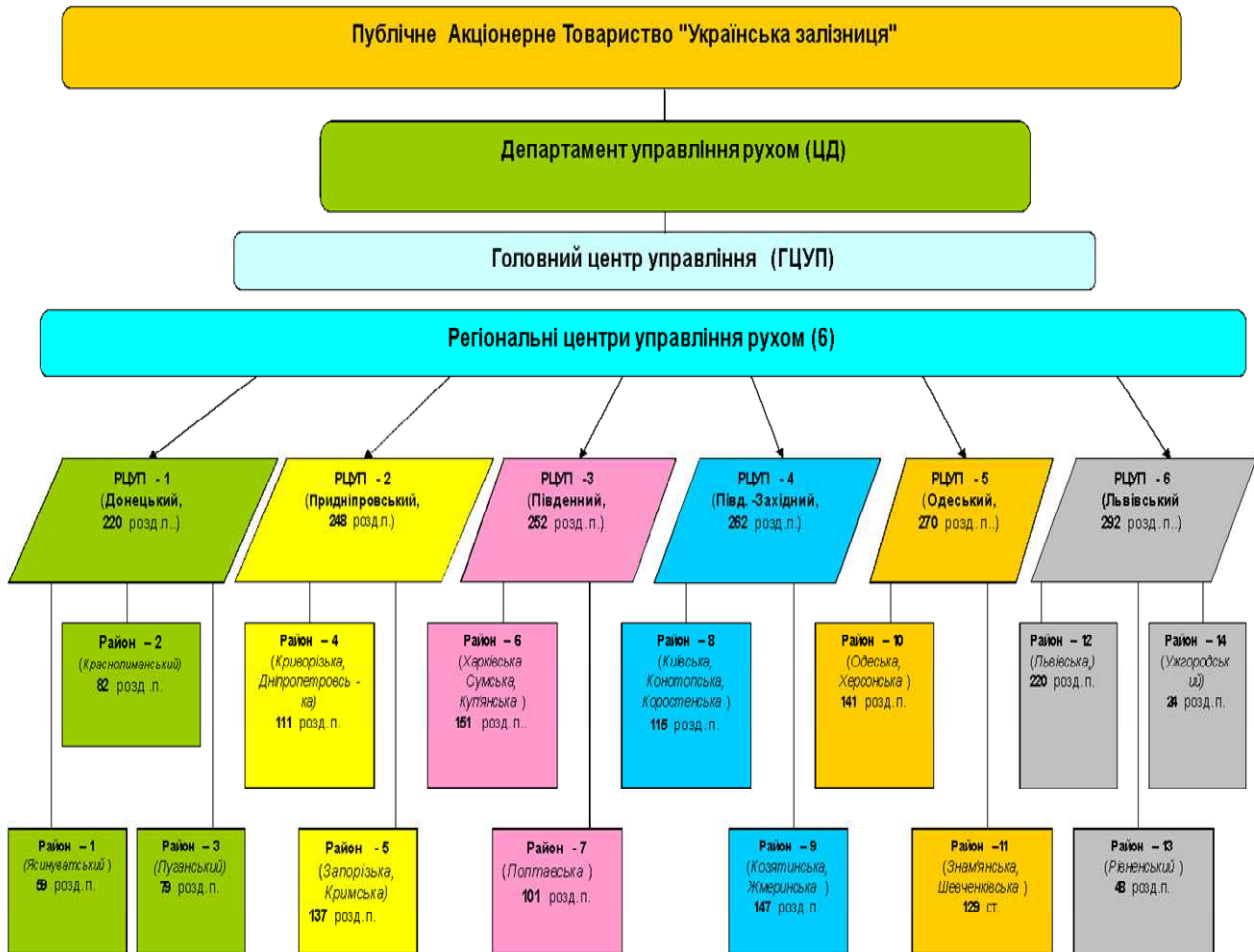 Публічне Акціонерне Товариство "Українська залізниця"
Департамент управління рухом (ЦД)
Головний центр управління (ГЦУП)
Регіональні центри управління рухом (6)
РЦУП - 1
(Донецький,
220 розд.п..)
РЦУП - 2
(Придніпровський,
248 розд.п.)
РЦУП -3
(Південний,
252 розд.п.)
РЦУП - 4
(Півд. -Західний,
262 розд.п.)
РЦУП - 5
(Одеський,
270 розд.п..)
РЦУП - 6
(Львівський
292 розд.п..)
Район – 2
(Краснолиманський)
82 розд .п.
Район – 4
(Криворізька,
Дніпропетровсь -
ка)
111 розд.п.
Район – 6
(Харківська
Сумська,
Куп'янська )
151 розд.п..
Район – 8
(Київська,
Конотопська,
Коростенська )
115 розд.п.
Район – 10
(Одеська,
Херсонська )
141 розд.п.
Район –12
(Львівська,)
220 розд.п.
Район –14
(Ужгородськ
ий)
24 розд.п.
Район – 1
(Ясинуватський )
59 розд.п.
Район – 3
(Луганський)
79 розд.п.
Район - 5
(Запорізька,
Кримська)
137 розд.п.
Район - 7
(Полтавська )
101 розд.п.
Район – 9
(Козятинська,
Жмеринська )
147 розд.п.
Район –11
(Знам'янська,
Шевченківська )
129 ст.
Район –13
(Рівненський )
48 розд.п.